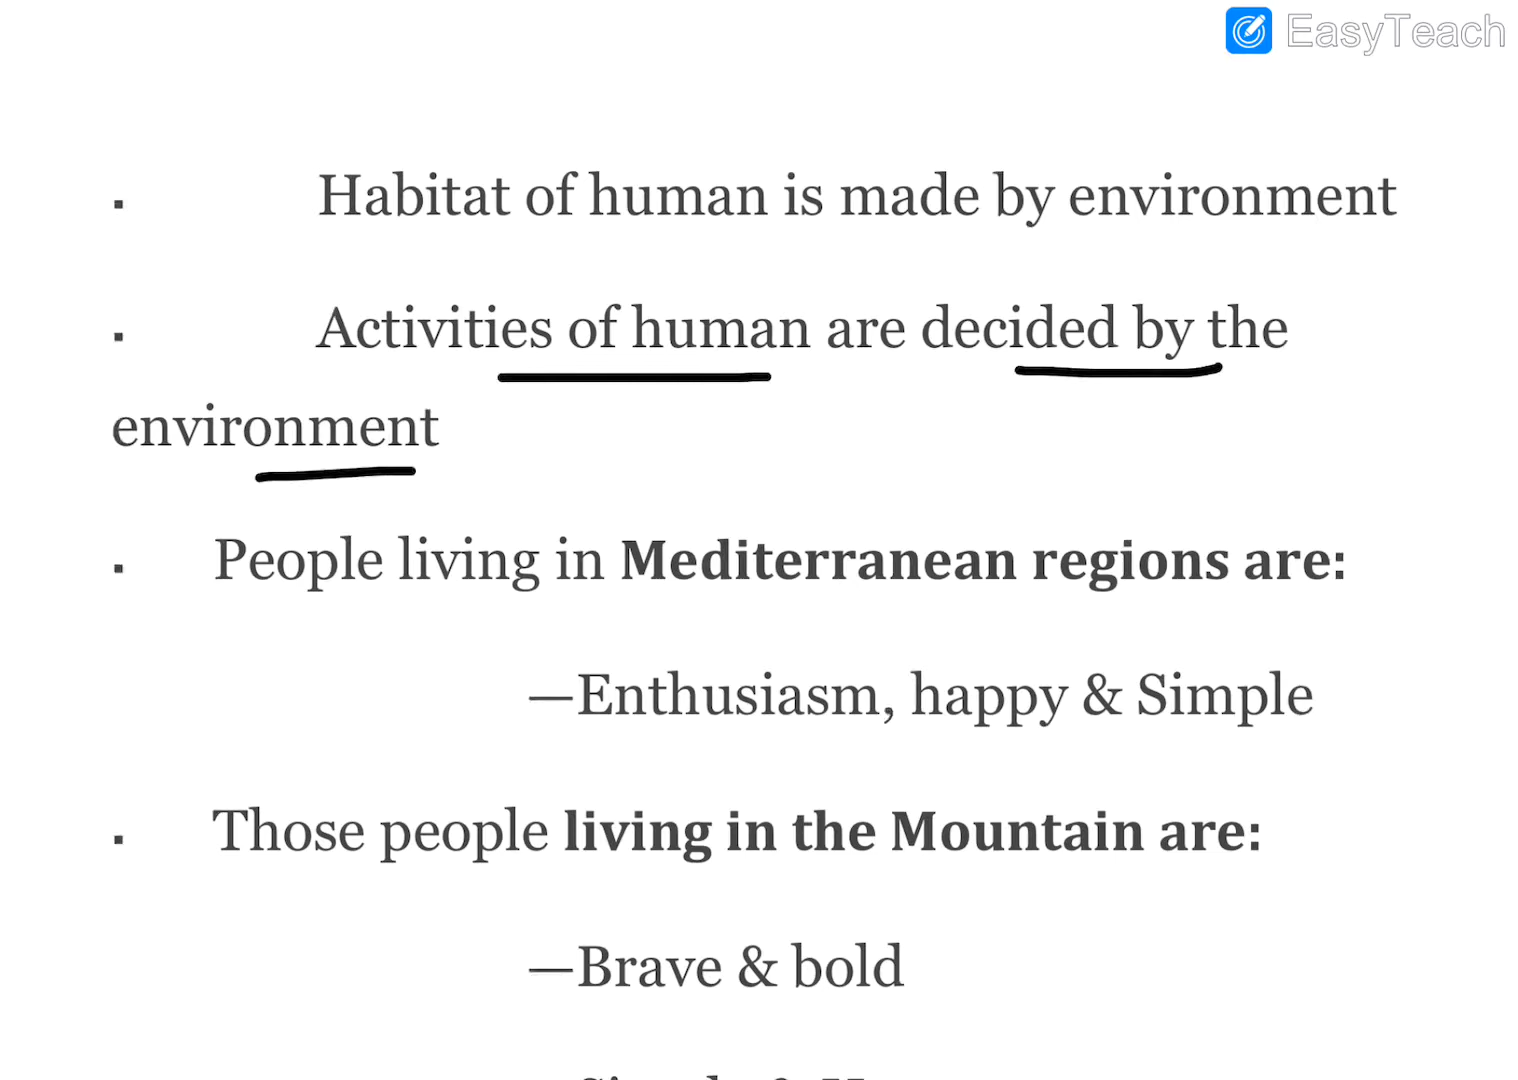 EasyTeach
▪ Habitat of human is made by environment
▪ Activities of human are decided by the
environment
▪ People living in Mediterranean regions are:
—Enthusiasm, happy & Simple
▪ Those people living in the Mountain are:
—Brave & bold